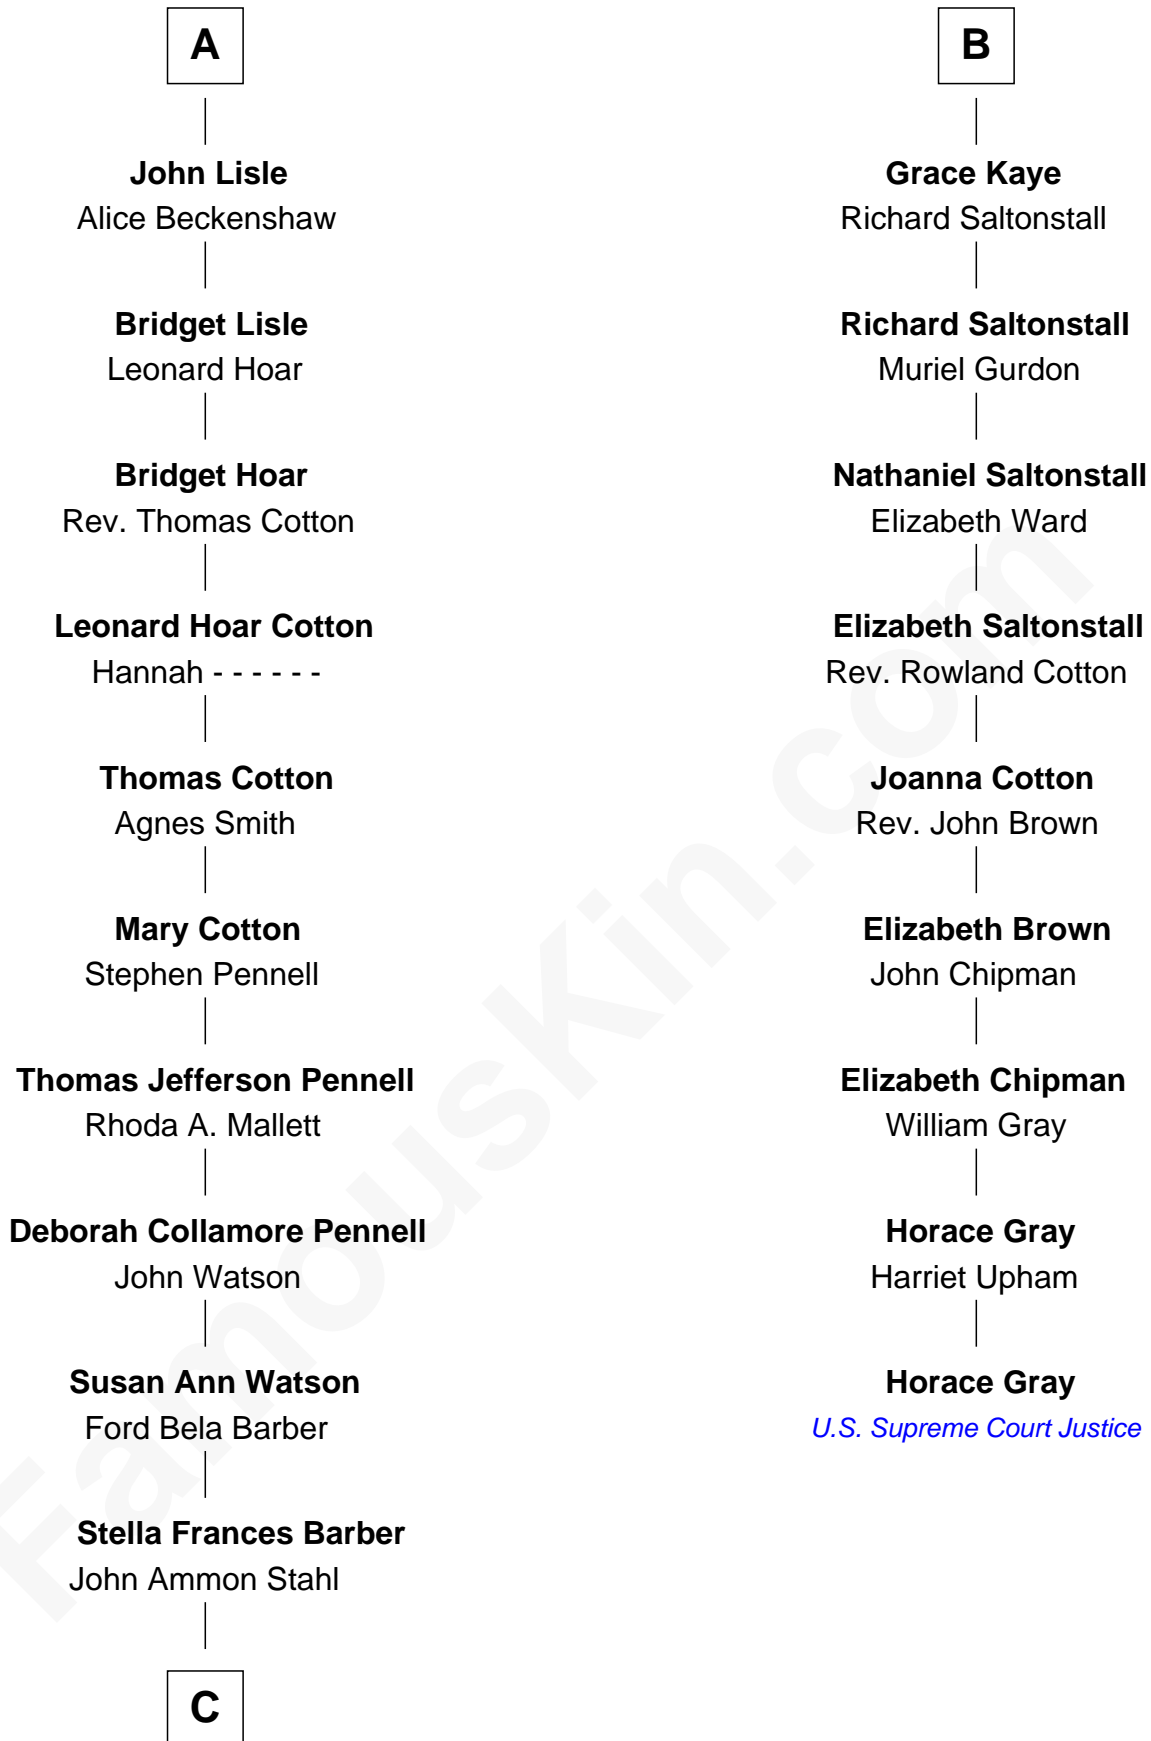 A
John Lisle
Alice Beckenshaw
Bridget Lisle
Leonard Hoar
Bridget Hoar
Rev. Thomas Cotton
Leonard Hoar Cotton
Hannah - - - - - -
Thomas Cotton
Agnes Smith
Mary Cotton
Stephen Pennell
Thomas Jefferson Pennell
Rhoda A. Mallett
Deborah Collamore Pennell
John Watson
Susan Ann Watson
Ford Bela Barber
Stella Frances Barber
John Ammon Stahl
C
B
Grace Kaye
Richard Saltonstall
Richard Saltonstall
Muriel Gurdon
Nathaniel Saltonstall
Elizabeth Ward
Elizabeth Saltonstall
Rev. Rowland Cotton
Joanna Cotton
Rev. John Brown
Elizabeth Brown
John Chipman
Elizabeth Chipman
William Gray
Horace Gray
Harriet Upham
Horace Gray
U.S. Supreme Court Justice
FamousKin.com